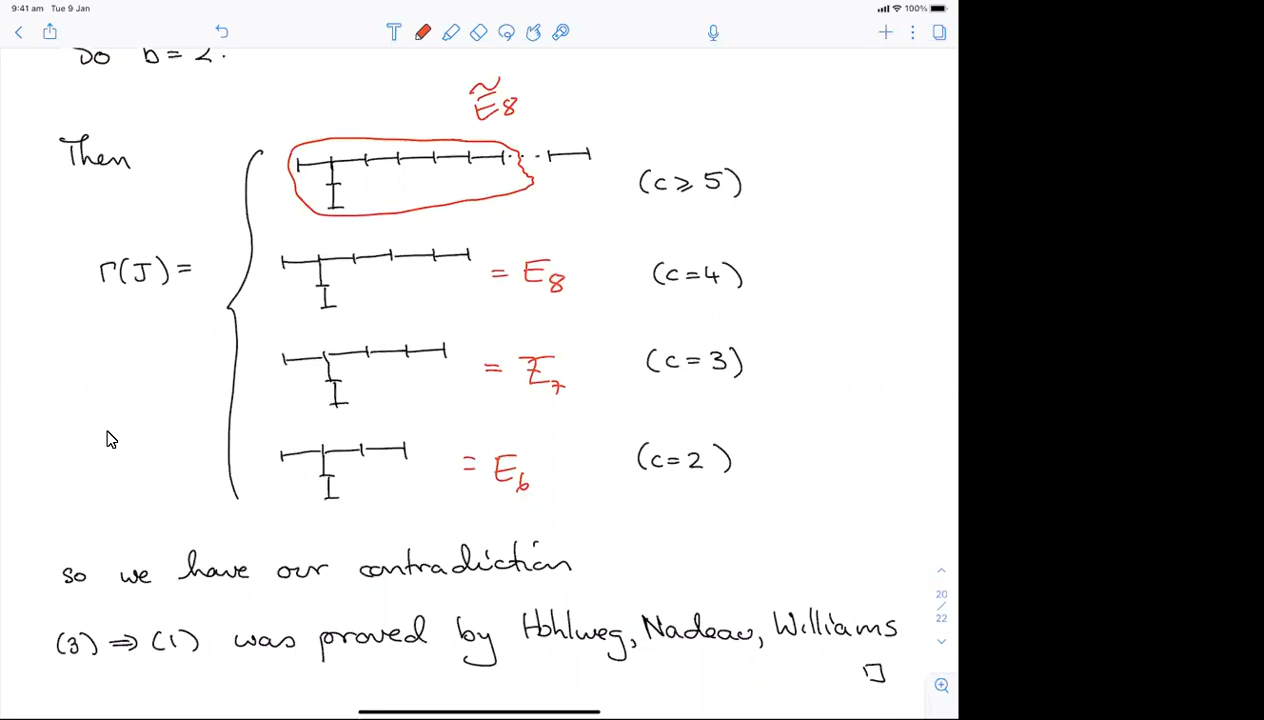 9:41 am Tue 9 Jan
100%
So b = 2.
Ẽ8
Then
(c ⩾ 5)
Γ(J) =
= E8 (c=4)
= E7 (c=3)
= E6 (c=2)
so we have our contradiction
(3) ⇒ (1) was proved by Hohlweg, Nadeau, Williams
□
20
/
22